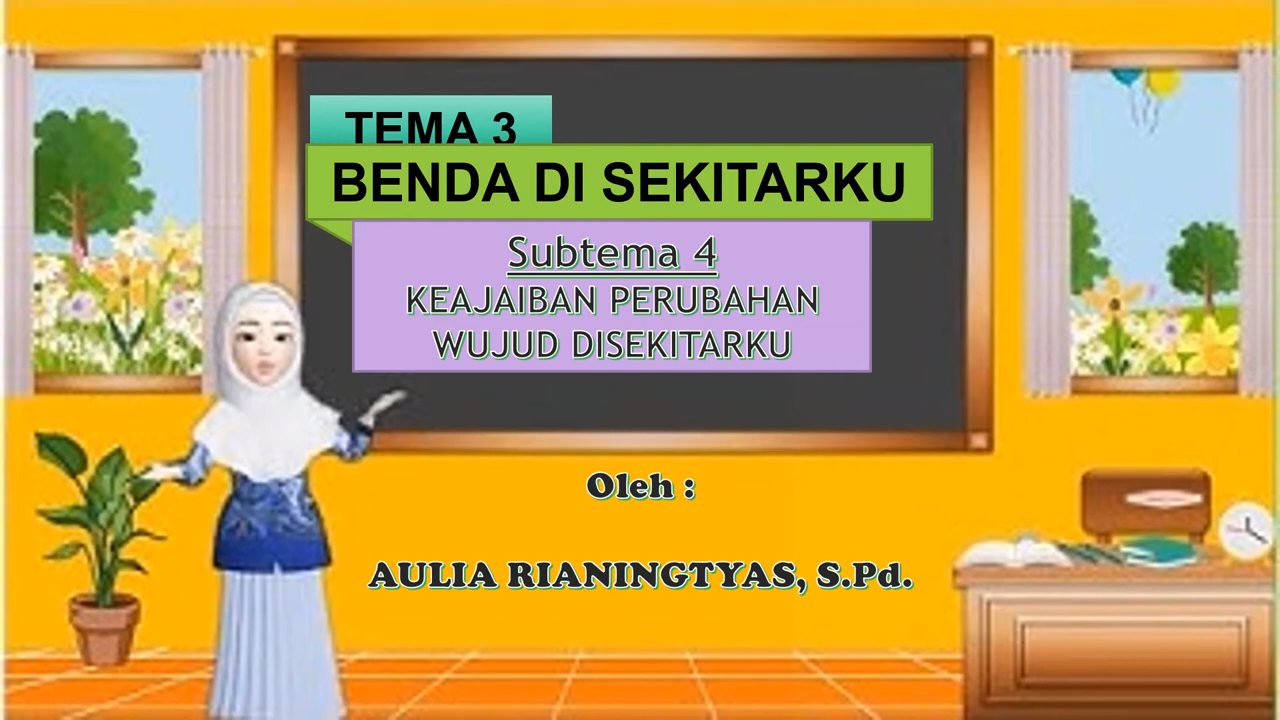 TEMA 3
BENDA DI SEKITARKU
Subtema 4
KEAJAIBAN PERUBAHAN
WUJUD DISEKITARKU
Oleh :
AULIA RIANINGTYAS, S.Pd.